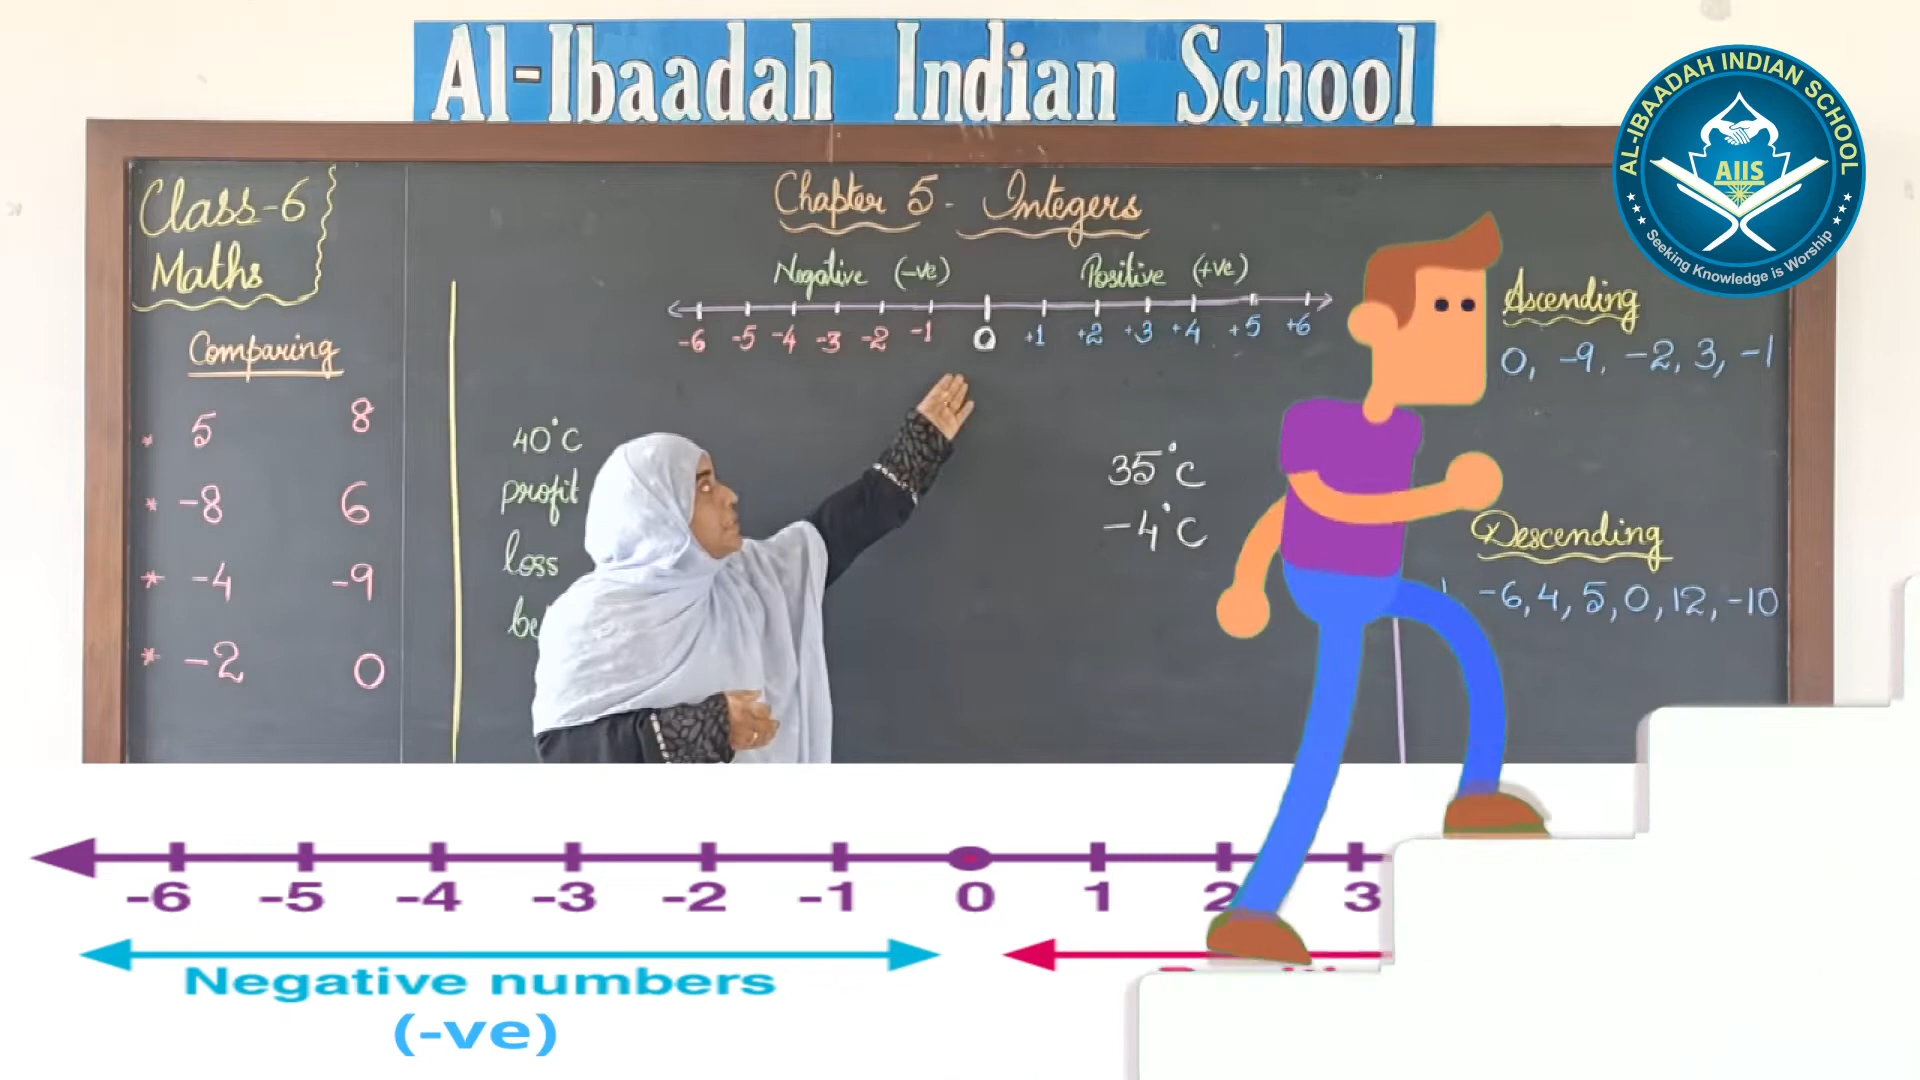 Al-Ibaadah Indian School
AL-IBAADAH INDIAN SCHOOL
AIIS
Seeking Knowledge is Worship
Class-6
Maths
Chapter 5 - Integers
Negative (-ve) Positive (+ve)
-6 -5 -4 -3 -2 -1 0 +1 +2 +3 +4 +5 +6
Comparing
* 5 8
* -8 6
* -4 -9
* -2 0
40°C
profit
loss
35°C
-4°C
Ascending
0, -9, -2, 3, -1
Descending
-6, 4, 5, 0, 12, -10
-6 -5 -4 -3 -2 -1 0 1 2 3
Negative numbers
(-ve)